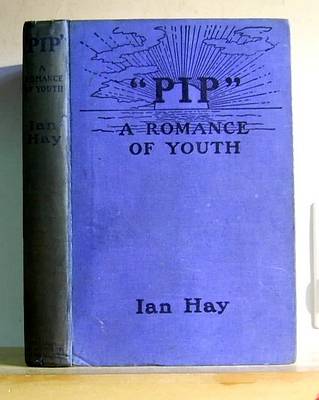 "PIP"
A
ROMANCE
OF YOUTH
Ian
Hay
"PIP"
A ROMANCE
OF YOUTH
Ian Hay